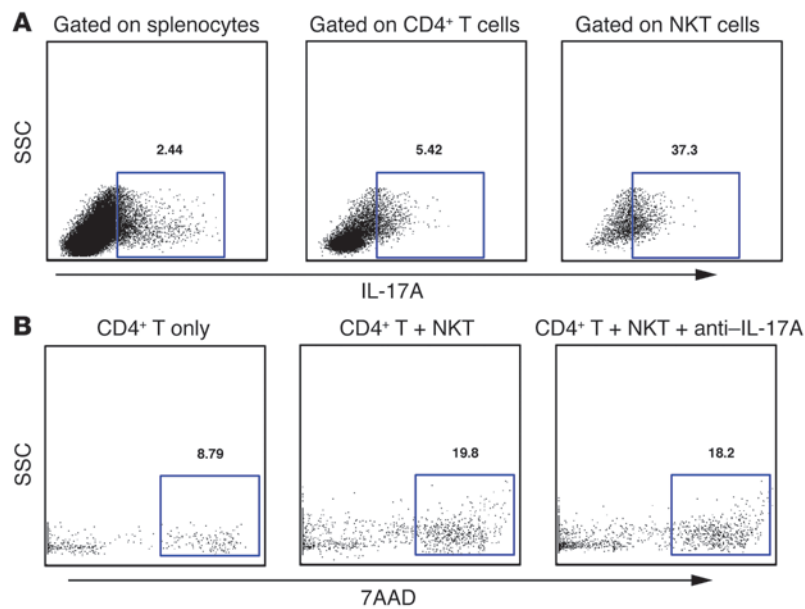 A
Gated on splenocytes
Gated on CD4⁺ T cells
Gated on NKT cells
SSC
2.44
5.42
37.3
IL-17A
B
CD4⁺ T only
CD4⁺ T + NKT
CD4⁺ T + NKT + anti–IL-17A
SSC
8.79
19.8
18.2
7AAD